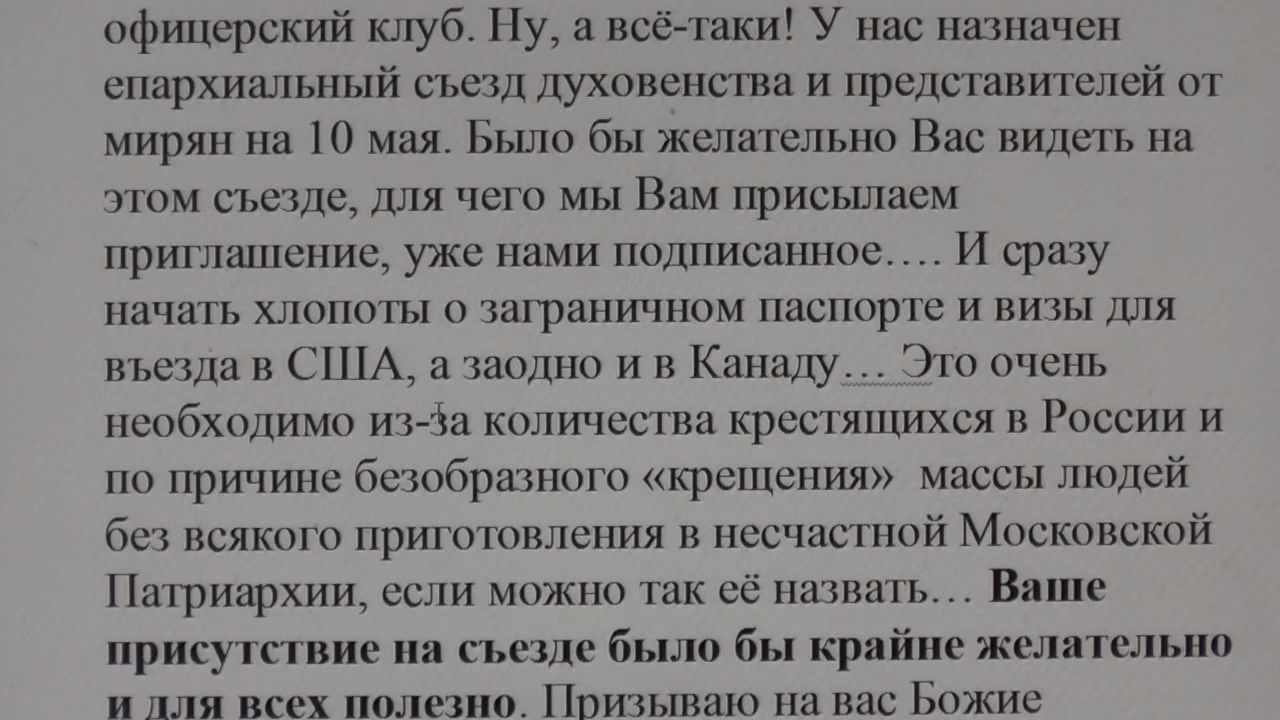 офицерский клуб. Ну, а всё-таки! У нас назначен
епархиальный съезд духовенства и представителей от
мирян на 10 мая. Было бы желательно Вас видеть на
этом съезде, для чего мы Вам присылаем
приглашение, уже нами подписанное…. И сразу
начать хлопоты о заграничном паспорте и визы для
въезда в США, а заодно и в Канаду… Это очень
необходимо из-за количества крестящихся в России и
по причине безобразного «крещения»  массы людей
без всякого приготовления в несчастной Московской
Патриархии, если можно так её назвать… Ваше
присутствие на съезде было бы крайне желательно
и для всех полезно. Призываю на вас Божие